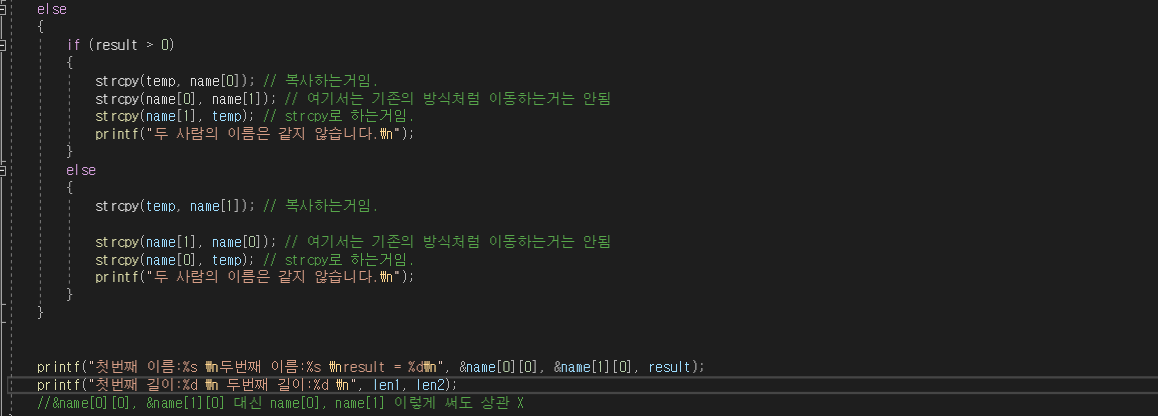 else
{
if (result > 0)
{
strcpy(temp, name[0]); // 복사하는거임.
strcpy(name[0], name[1]); // 여기서는 기존의 방식처럼 이동하는거는 안됨
strcpy(name[1], temp); // strcpy로 하는거임.
printf("두 사람의 이름은 같지 않습니다.₩n");
}
else
{
strcpy(temp, name[1]); // 복사하는거임.
strcpy(name[1], name[0]); // 여기서는 기존의 방식처럼 이동하는거는 안됨
strcpy(name[0], temp); // strcpy로 하는거임.
printf("두 사람의 이름은 같지 않습니다.₩n");
}
}
printf("첫번째 이름:%s ₩n두번째 이름:%s ₩nresult = %d₩n", &name[0][0], &name[1][0], result);
printf("첫번째 길이:%d ₩n 두번째 길이:%d ₩n", len1, len2);
//&name[0][0], &name[1][0] 대신 name[0], name[1] 이렇게 써도 상관 X